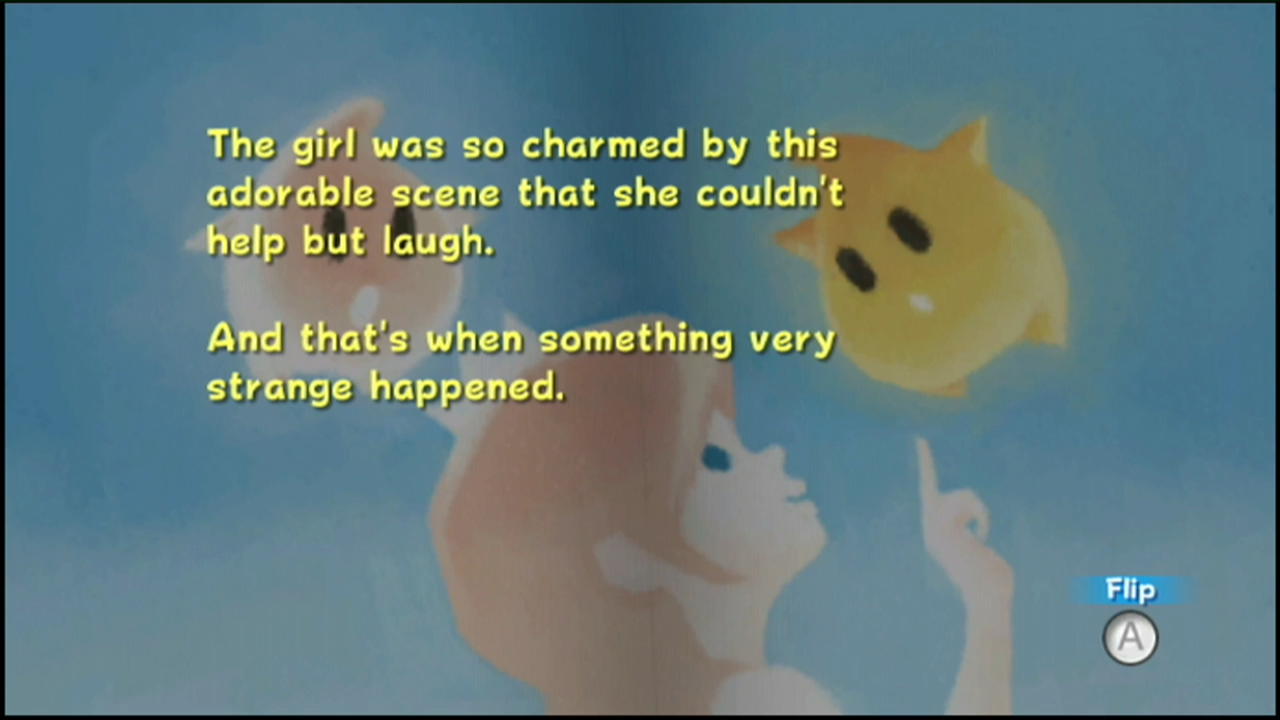 The girl was so charmed by this
adorable scene that she couldn't
help but laugh.
And that's when something very
strange happened.
Flip
A